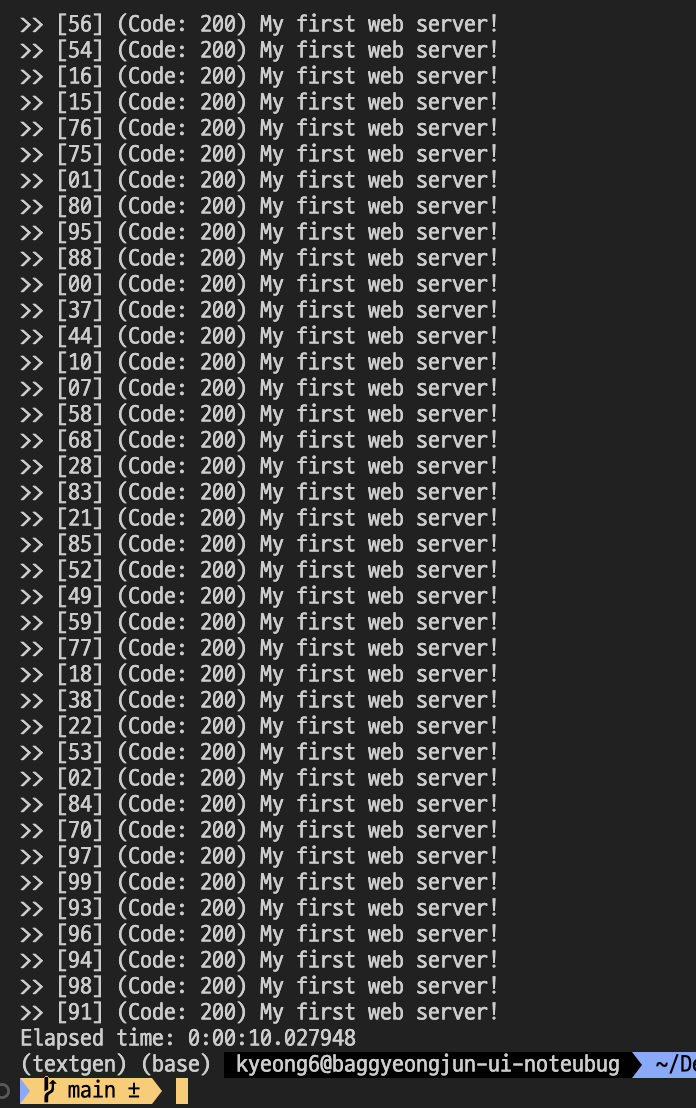 >> [56] (Code: 200) My first web server!
>> [54] (Code: 200) My first web server!
>> [16] (Code: 200) My first web server!
>> [15] (Code: 200) My first web server!
>> [76] (Code: 200) My first web server!
>> [75] (Code: 200) My first web server!
>> [01] (Code: 200) My first web server!
>> [80] (Code: 200) My first web server!
>> [95] (Code: 200) My first web server!
>> [88] (Code: 200) My first web server!
>> [00] (Code: 200) My first web server!
>> [37] (Code: 200) My first web server!
>> [44] (Code: 200) My first web server!
>> [10] (Code: 200) My first web server!
>> [07] (Code: 200) My first web server!
>> [58] (Code: 200) My first web server!
>> [68] (Code: 200) My first web server!
>> [28] (Code: 200) My first web server!
>> [83] (Code: 200) My first web server!
>> [21] (Code: 200) My first web server!
>> [85] (Code: 200) My first web server!
>> [52] (Code: 200) My first web server!
>> [49] (Code: 200) My first web server!
>> [59] (Code: 200) My first web server!
>> [77] (Code: 200) My first web server!
>> [18] (Code: 200) My first web server!
>> [38] (Code: 200) My first web server!
>> [22] (Code: 200) My first web server!
>> [53] (Code: 200) My first web server!
>> [02] (Code: 200) My first web server!
>> [84] (Code: 200) My first web server!
>> [70] (Code: 200) My first web server!
>> [97] (Code: 200) My first web server!
>> [99] (Code: 200) My first web server!
>> [93] (Code: 200) My first web server!
>> [96] (Code: 200) My first web server!
>> [94] (Code: 200) My first web server!
>> [98] (Code: 200) My first web server!
>> [91] (Code: 200) My first web server!
Elapsed time: 0:00:10.027948
(textgen) (base) kyeong6@baggyeongjun-ui-noteubug ~/De
main ±